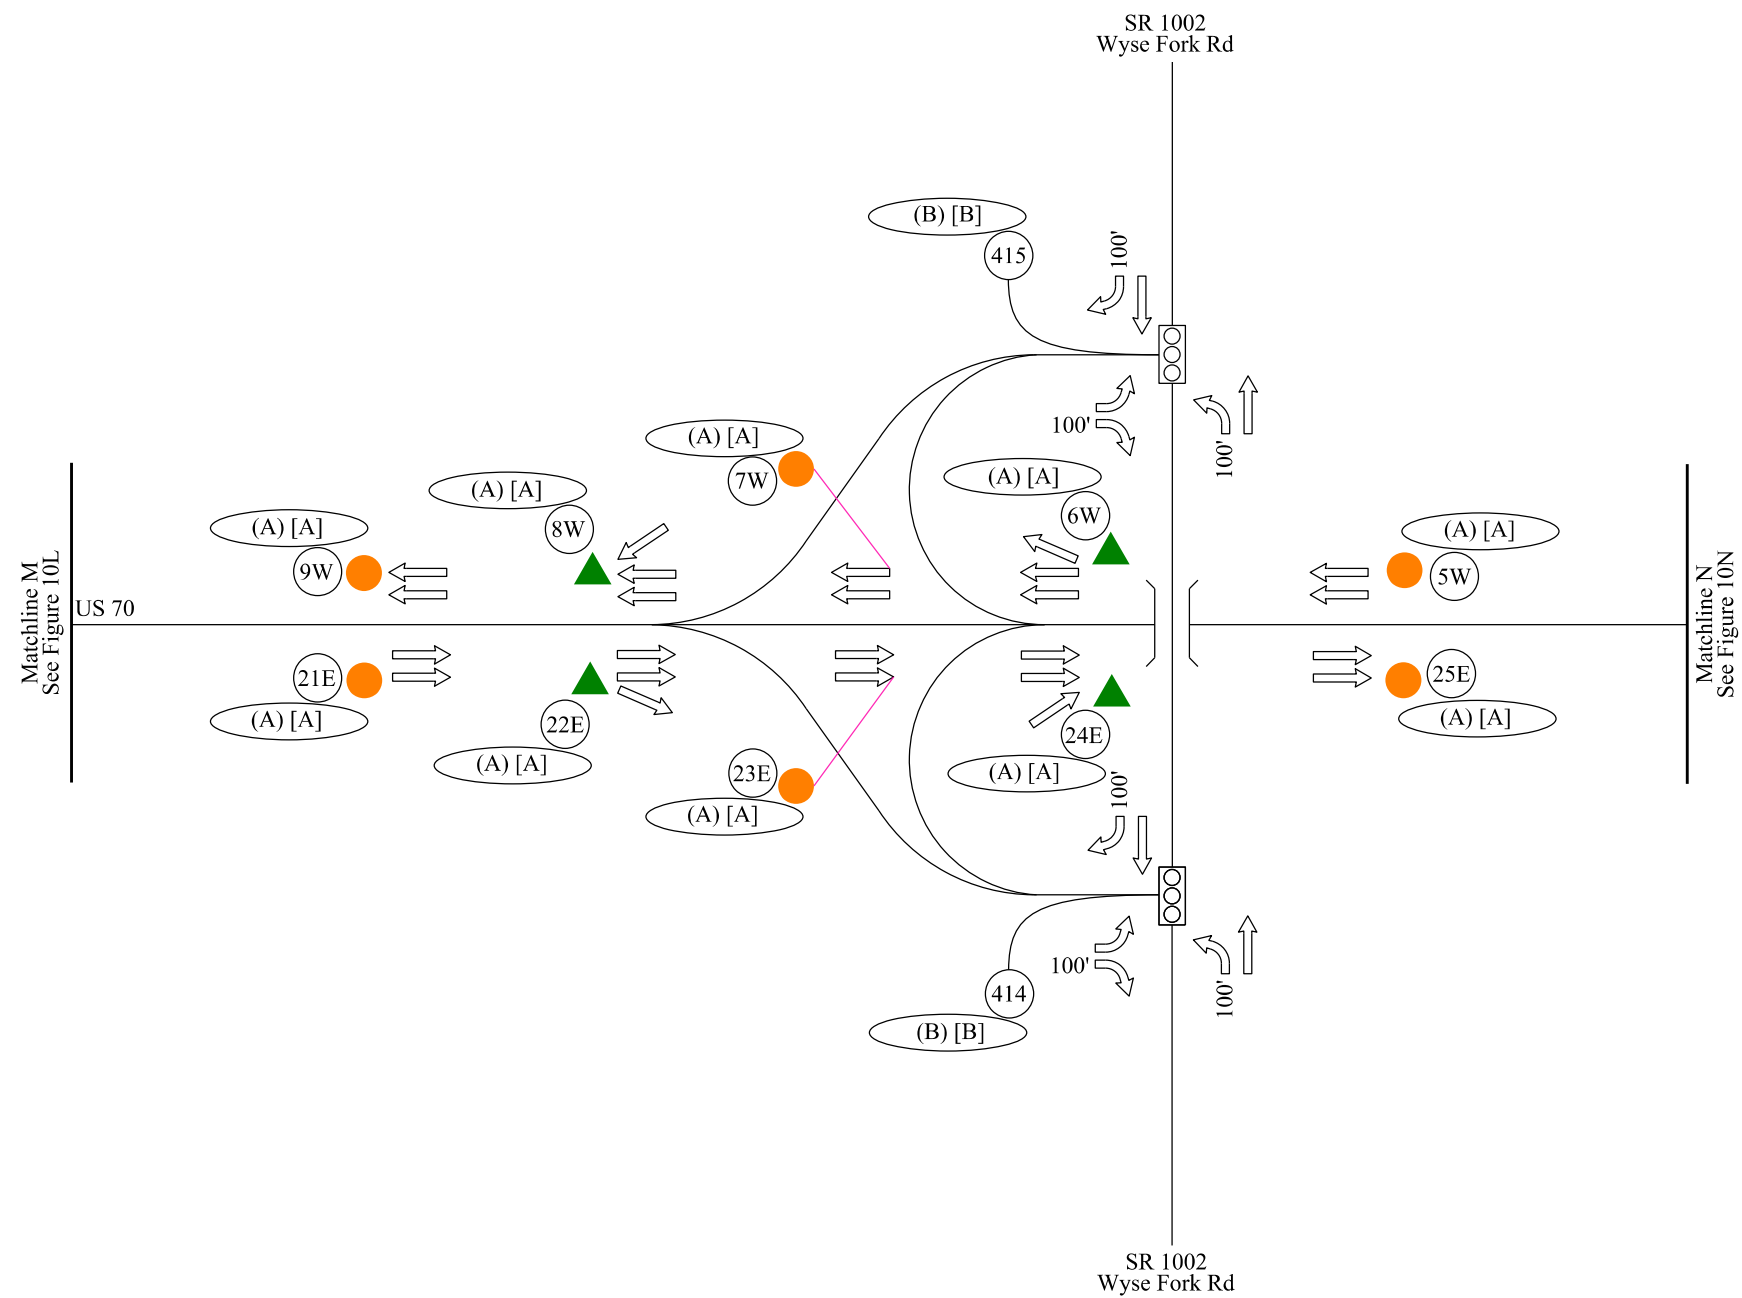 SR 1002
Wyse Fork Rd
(B) [B]
415
100'
(A) [A]
7W
100'
100'
(A) [A]
6W
(A) [A]
8W
(A) [A]
9W
(A) [A]
5W
Matchline M
See Figure 10L
US 70
Matchline N
See Figure 10N
21E
(A) [A]
22E
(A) [A]
23E
(A) [A]
24E
(A) [A]
25E
(A) [A]
100'
100'
100'
414
(B) [B]
SR 1002
Wyse Fork Rd